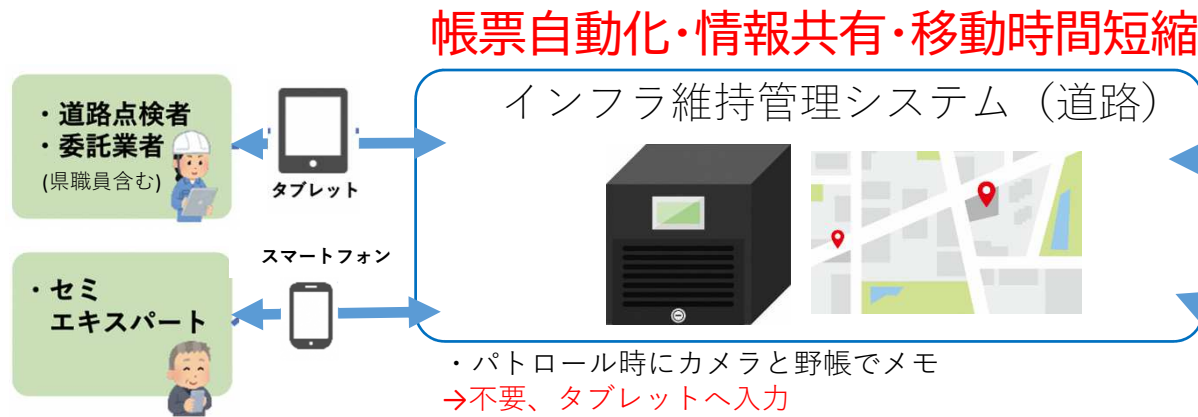 帳票自動化・情報共有・移動時間短縮
インフラ維持管理システム（道路）
・道路点検者
・委託業者
(県職員含む)
タブレット
スマートフォン
・セミ
エキスパート
・パトロール時にカメラと野帳でメモ
→不要、タブレットへ入力